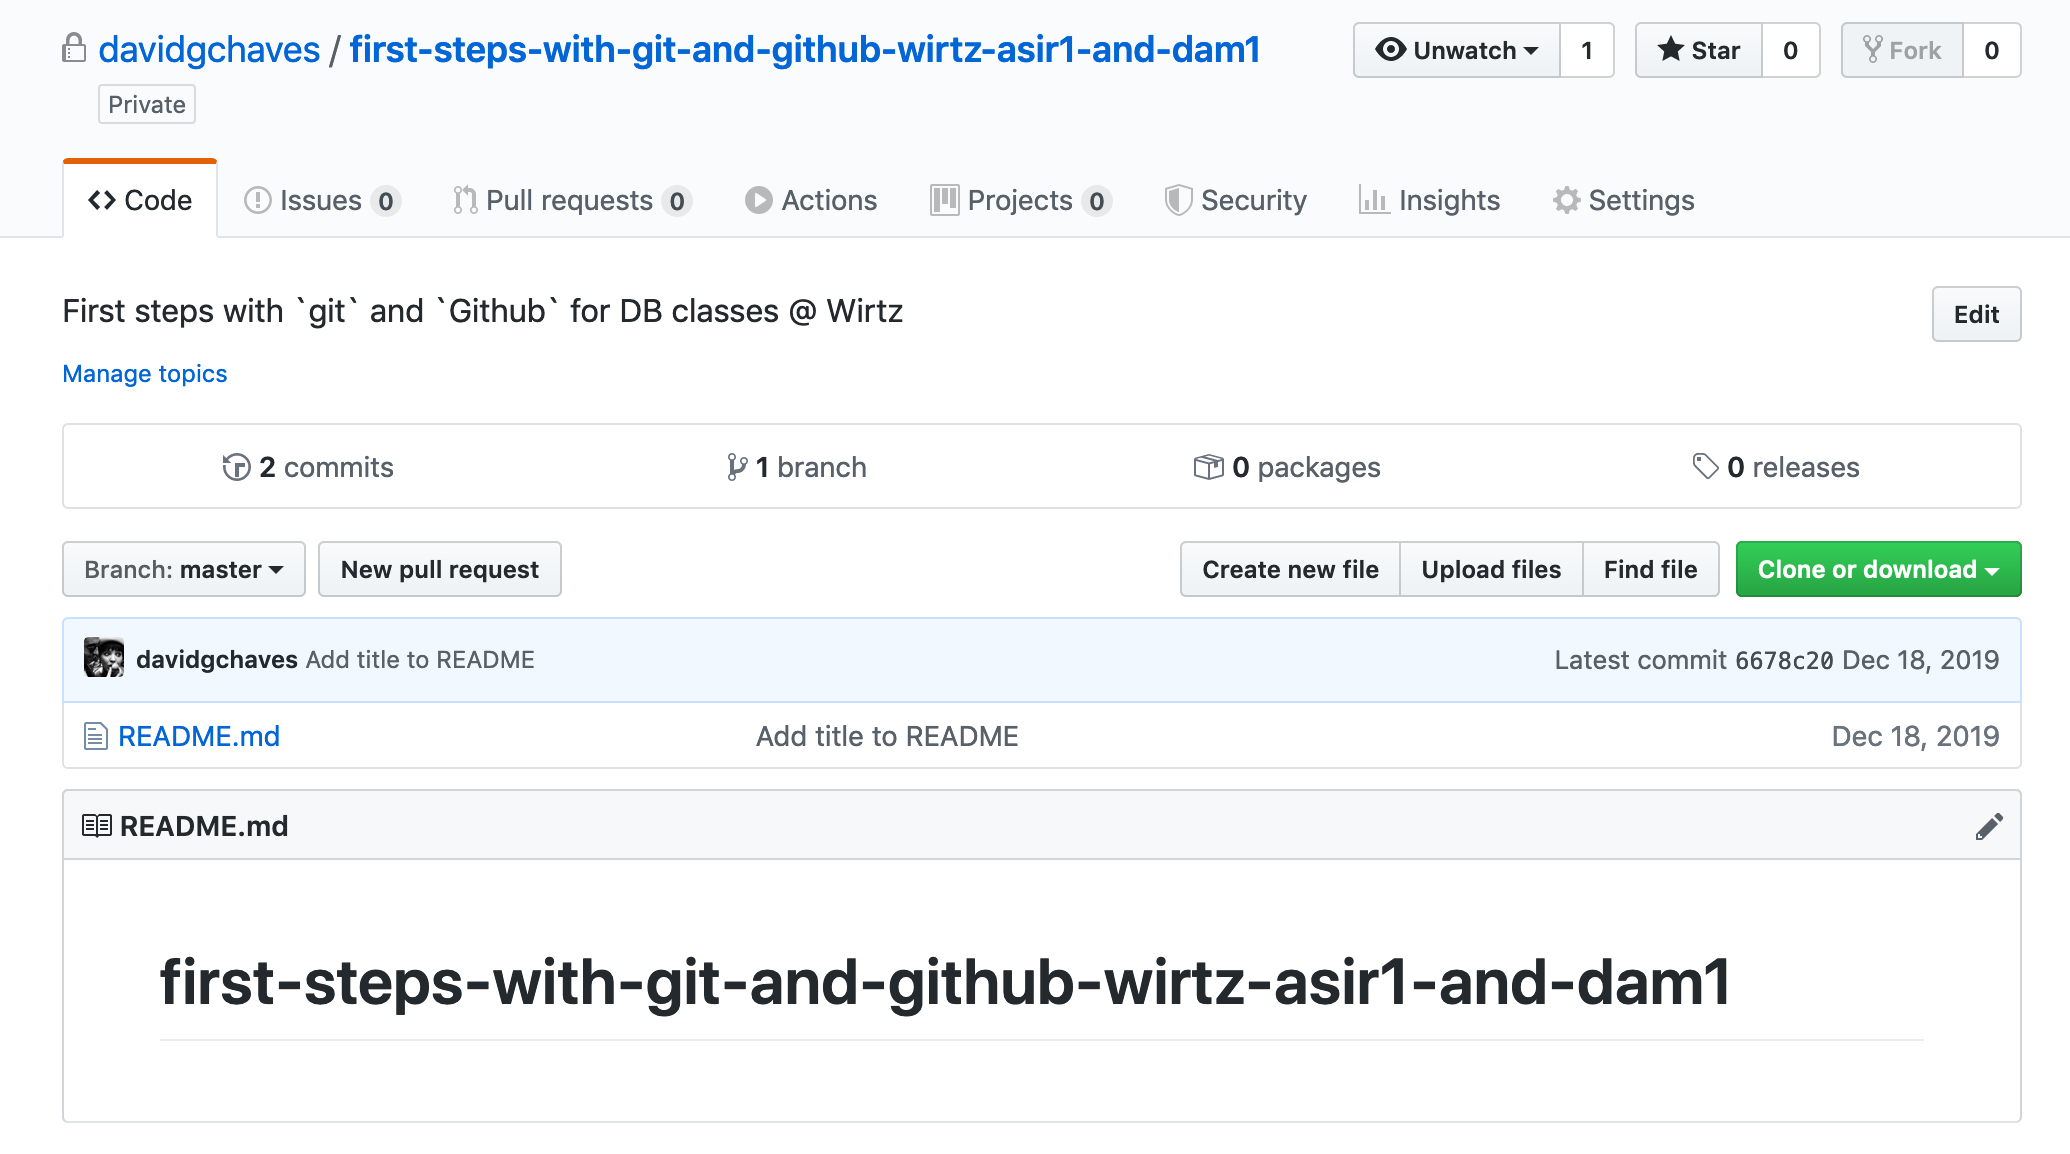 davidgchaves / first-steps-with-git-and-github-wirtz-asir1-and-dam1
Unwatch 1 Star 0 Fork 0
Private
Code Issues 0 Pull requests 0 Actions Projects 0 Security Insights Settings
First steps with `git` and `Github` for DB classes @ Wirtz
Edit
Manage topics
2 commits 1 branch 0 packages 0 releases
Branch: master New pull request Create new file Upload files Find file Clone or download
davidgchaves Add title to README Latest commit 6678c20 Dec 18, 2019
README.md Add title to README Dec 18, 2019
README.md
first-steps-with-git-and-github-wirtz-asir1-and-dam1